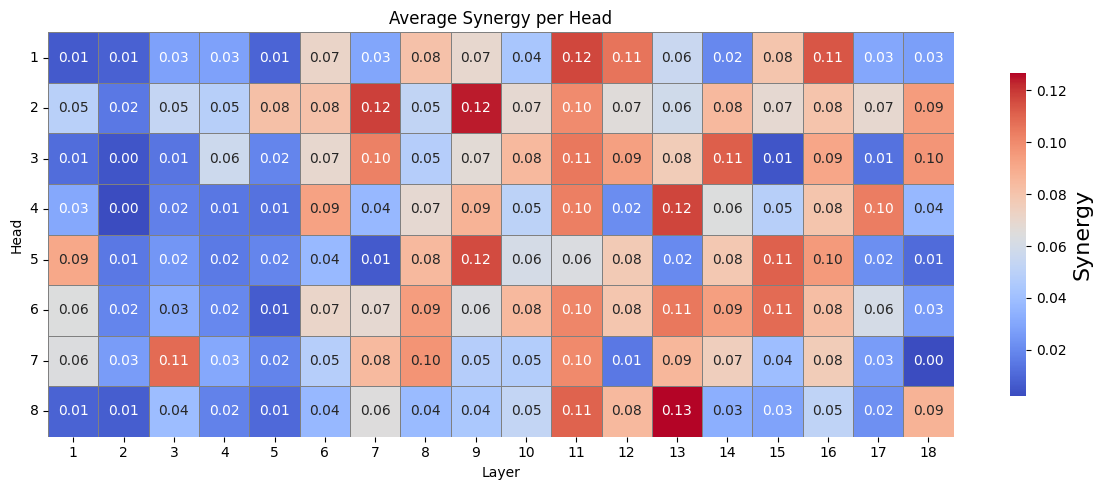 Average Synergy per Head
1 0.01 0.01 0.03 0.03 0.01 0.07 0.03 0.08 0.07 0.04 0.12 0.11 0.06 0.02 0.08 0.11 0.03 0.03
2 0.05 0.02 0.05 0.05 0.08 0.08 0.12 0.05 0.12 0.07 0.10 0.07 0.06 0.08 0.07 0.08 0.07 0.09
3 0.01 0.00 0.01 0.06 0.02 0.07 0.10 0.05 0.07 0.08 0.11 0.09 0.08 0.11 0.01 0.09 0.01 0.10
4 0.03 0.00 0.02 0.01 0.01 0.09 0.04 0.07 0.09 0.05 0.10 0.02 0.12 0.06 0.05 0.08 0.10 0.04
5 0.09 0.01 0.02 0.02 0.02 0.04 0.01 0.08 0.12 0.06 0.06 0.08 0.02 0.08 0.11 0.10 0.02 0.01
6 0.06 0.02 0.03 0.02 0.01 0.07 0.07 0.09 0.06 0.08 0.10 0.08 0.11 0.09 0.11 0.08 0.06 0.03
7 0.06 0.03 0.11 0.03 0.02 0.05 0.08 0.10 0.05 0.05 0.10 0.01 0.09 0.07 0.04 0.08 0.03 0.00
8 0.01 0.01 0.04 0.02 0.01 0.04 0.06 0.04 0.04 0.05 0.11 0.08 0.13 0.03 0.03 0.05 0.02 0.09
1 2 3 4 5 6 7 8 9 10 11 12 13 14 15 16 17 18
Layer
Head
0.12
0.10
0.08
0.06
0.04
0.02
Synergy